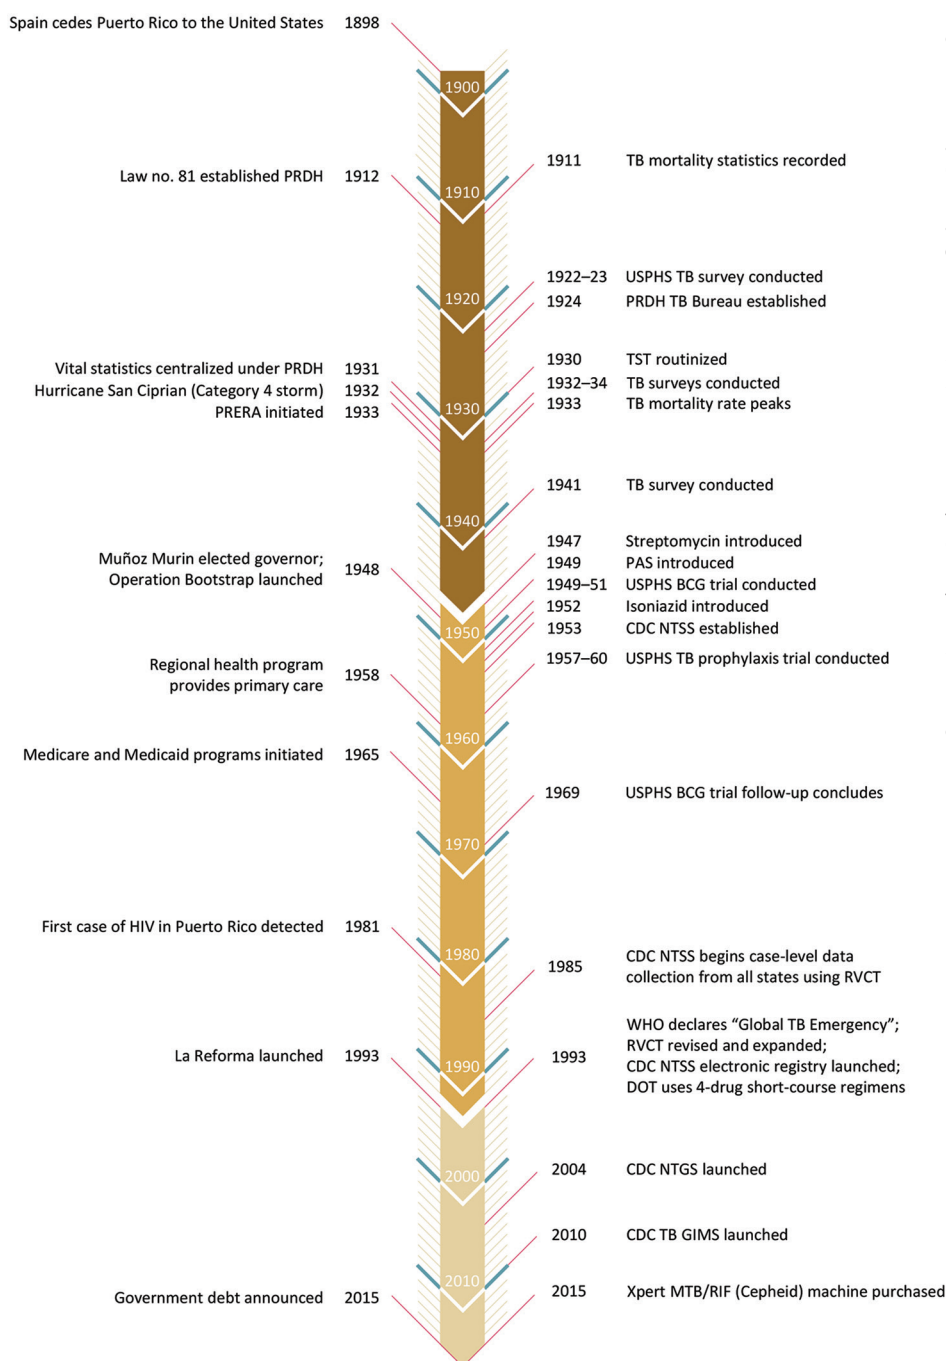 Spain cedes Puerto Rico to the United States 1898
1900
1911 TB mortality statistics recorded
Law no. 81 established PRDH 1912
1910
1922–23 USPHS TB survey conducted
1920
1924 PRDH TB Bureau established
1930 TST routinized
Vital statistics centralized under PRDH 1931
1932–34 TB surveys conducted
Hurricane San Ciprian (Category 4 storm) 1932
1933 TB mortality rate peaks
1930
PRERA initiated 1933
1941 TB survey conducted
1940
1947 Streptomycin introduced
Muñoz Murin elected governor;
Operation Bootstrap launched 1948
1949 PAS introduced
1949–51 USPHS BCG trial conducted
1952 Isoniazid introduced
1953 CDC NTSS established
1950
1957–60 USPHS TB prophylaxis trial conducted
Regional health program
provides primary care 1958
1960
Medicare and Medicaid programs initiated 1965
1969 USPHS BCG trial follow-up concludes
1970
First case of HIV in Puerto Rico detected 1981
1980
1985 CDC NTSS begins case-level data
collection from all states using RVCT
La Reforma launched 1993
1993 WHO declares “Global TB Emergency”;
RVCT revised and expanded;
CDC NTSS electronic registry launched;
DOT uses 4-drug short-course regimens
1990
2004 CDC NTGS launched
2000
2010 CDC TB GIMS launched
2010
2015 Xpert MTB/RIF (Cepheid) machine purchased
Government debt announced 2015